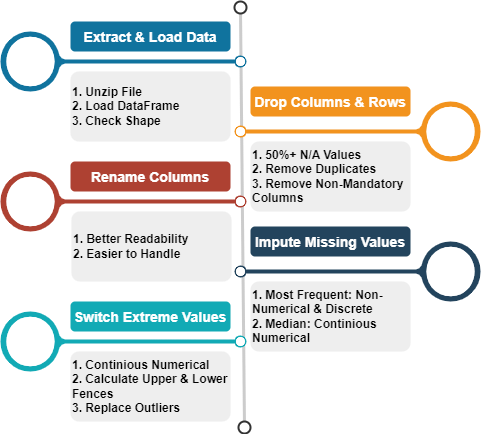 Extract & Load Data
1. Unzip File
2. Load DataFrame
3. Check Shape
Drop Columns & Rows
1. 50%+ N/A Values
2. Remove Duplicates
3. Remove Non-Mandatory
Columns
Rename Columns
1. Better Readability
2. Easier to Handle
Impute Missing Values
1. Most Frequent: Non-
Numerical & Discrete
2. Median: Continious
Numerical
Switch Extreme Values
1. Continious Numerical
2. Calculate Upper & Lower
Fences
3. Replace Outliers